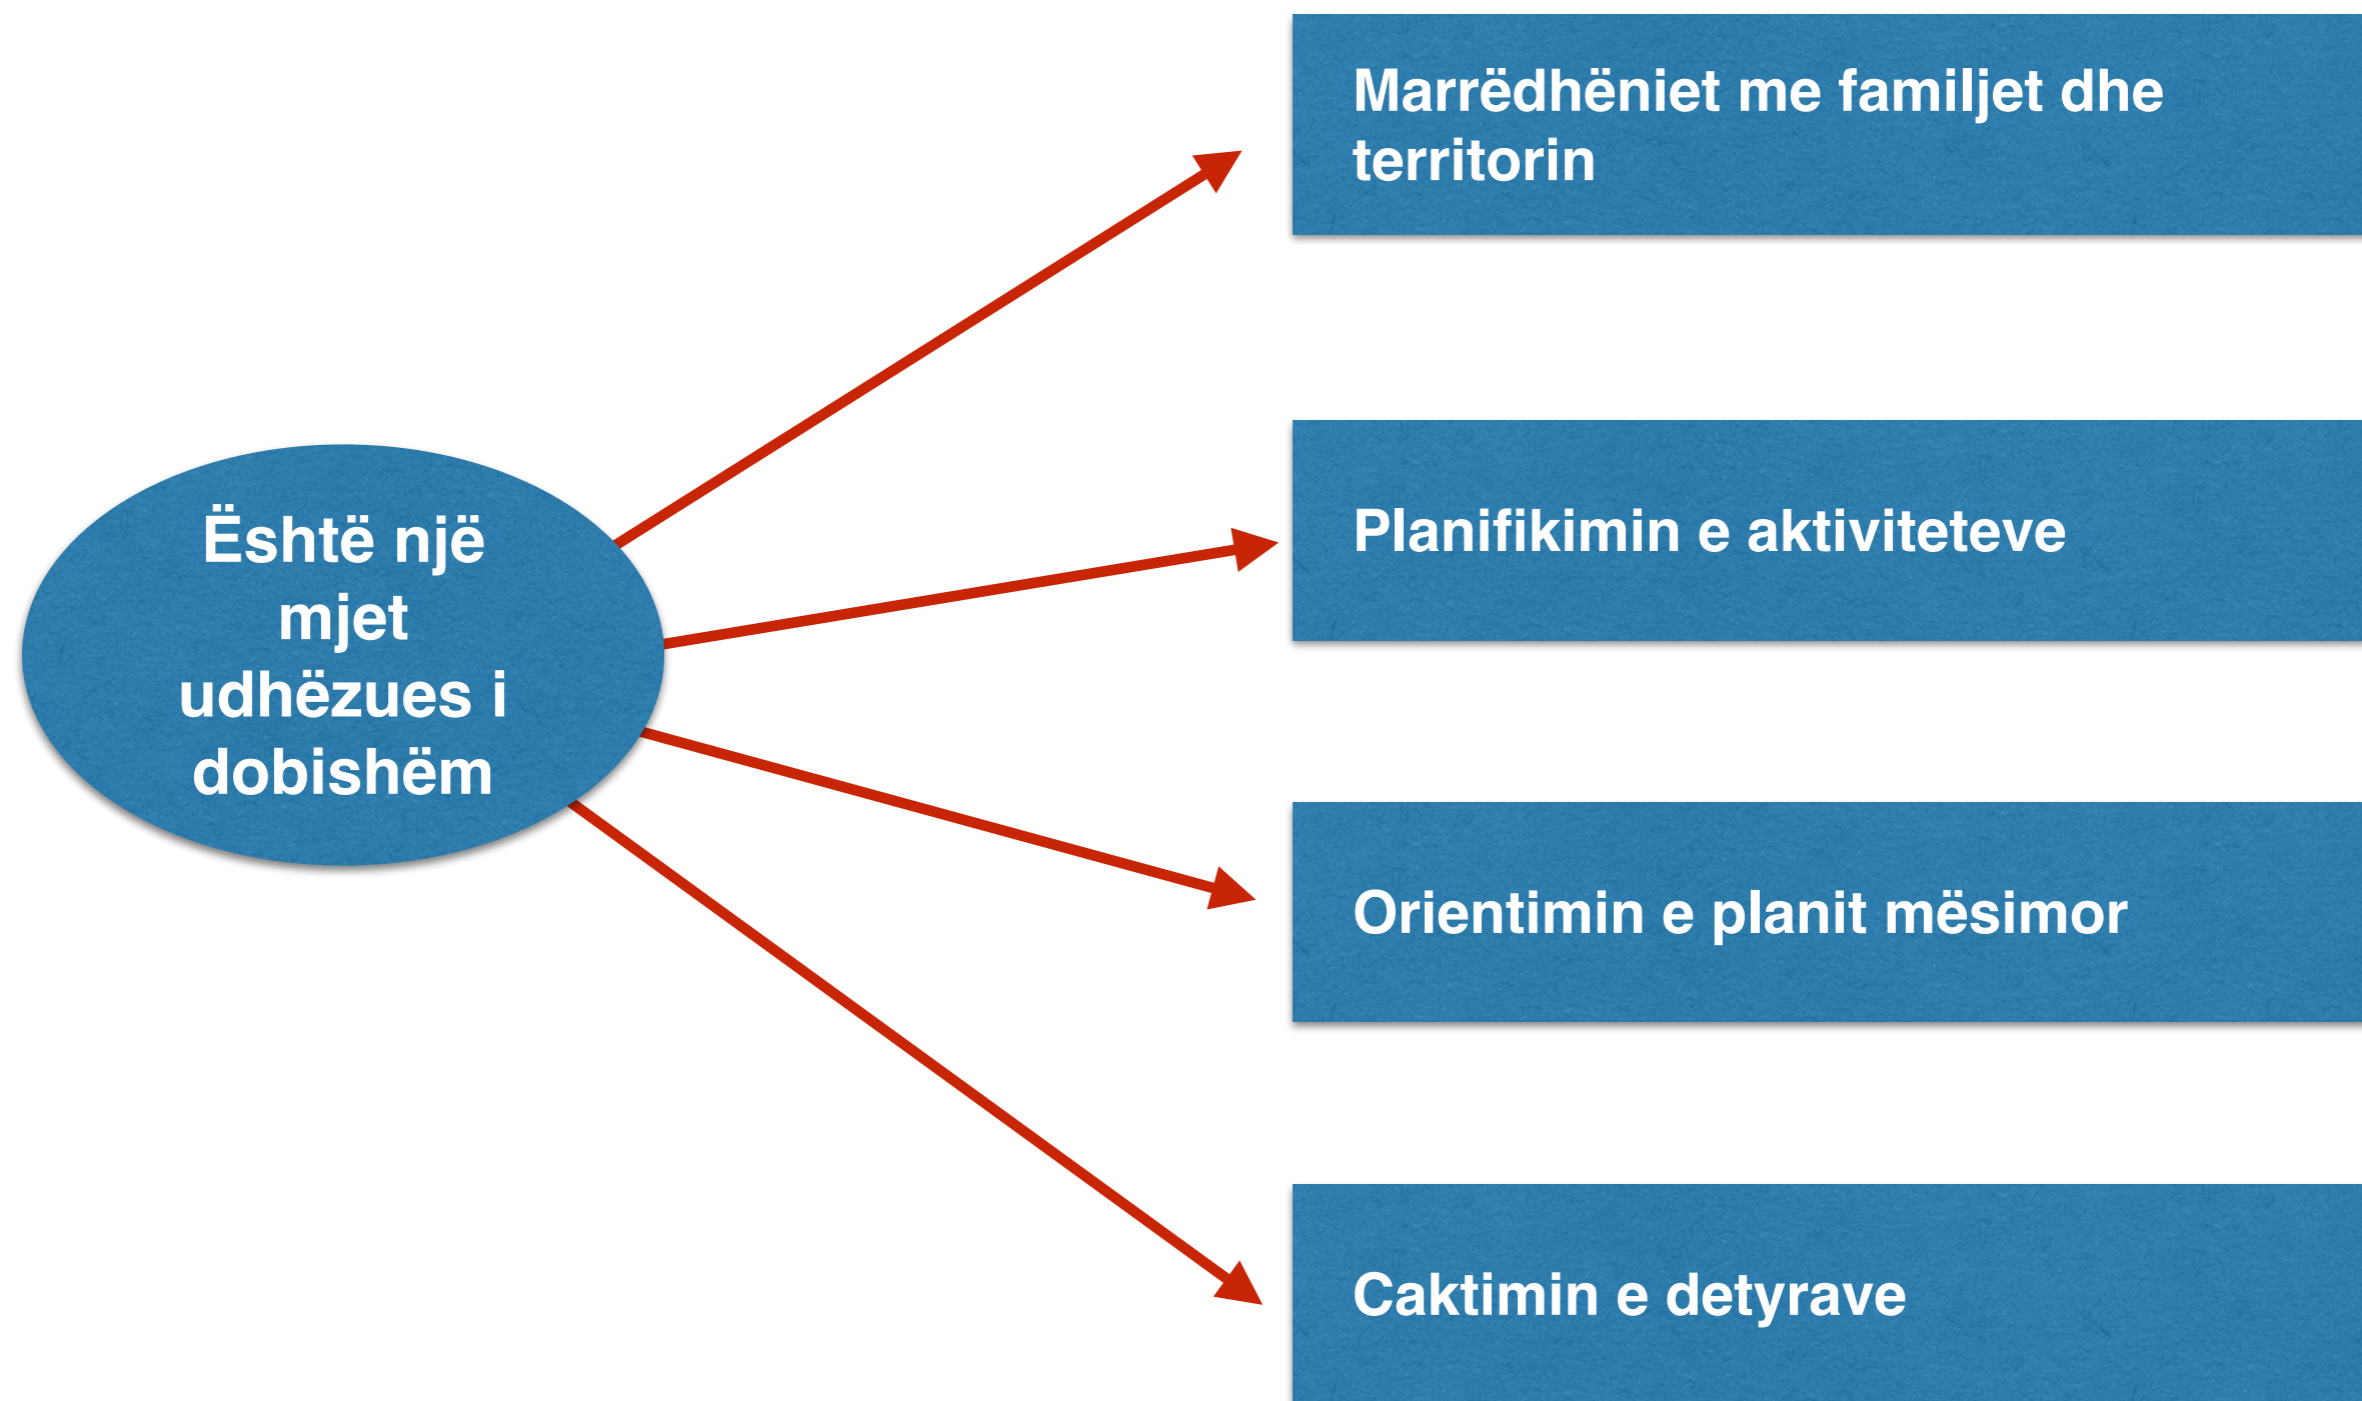 Marrëdhëniet me familjet dhe
territorin
Është një
mjet
udhëzues i
dobishëm
Planifikimin e aktiviteteve
Orientimin e planit mësimor
Caktimin e detyrave